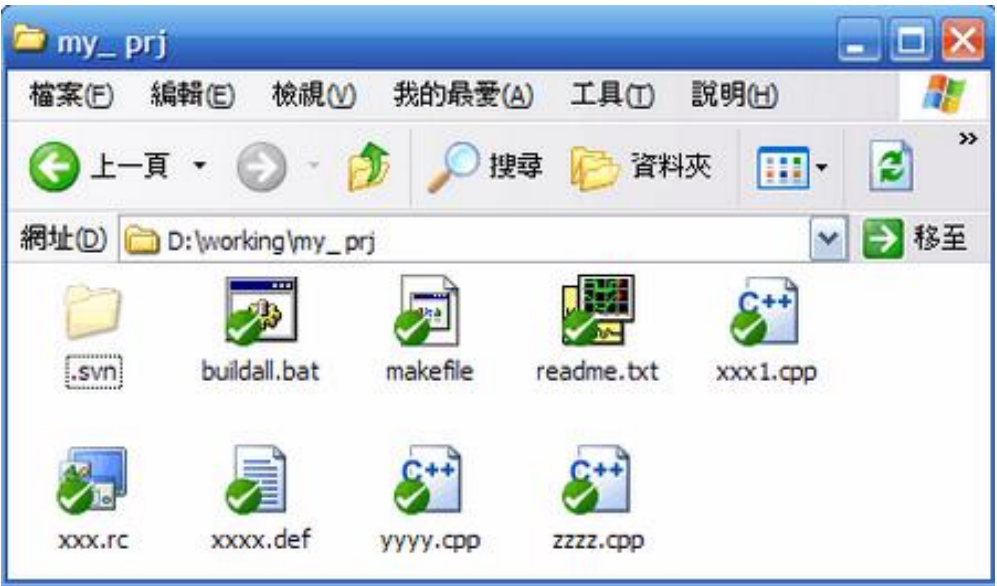 my_ prj
檔案(F) 編輯(E) 檢視(V) 我的最愛(A) 工具(T) 說明(H)
上一頁 搜尋 資料夾 »
網址(D) D:\working\my_ prj 移至
C++
.svn buildall.bat makefile readme.txt xxx1.cpp
C++ C++
xxx.rc xxxx.def yyyy.cpp zzzz.cpp